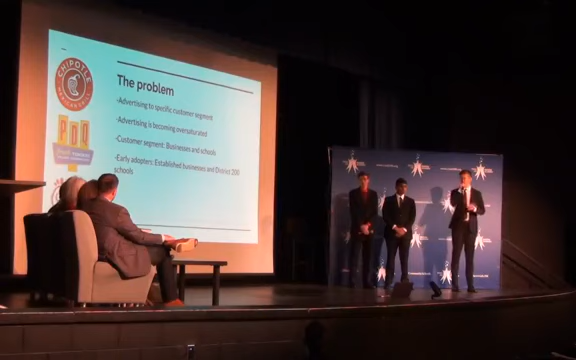 CHIPOTLE
MEXICAN GRILL
The problem
-Advertising to specific customer segment
-Advertising is becoming oversaturated
PDQ
-Customer segment: Businesses and schools
-Early adopters: Established businesses and District 200
schools